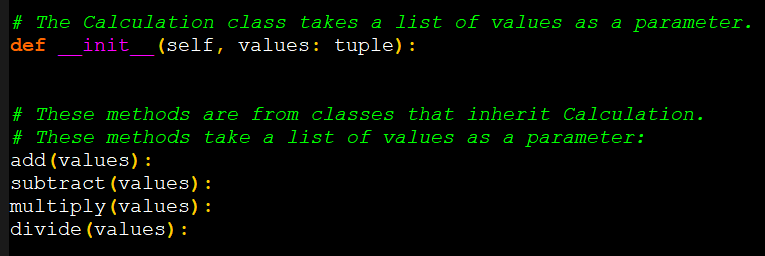 # The Calculation class takes a list of values as a parameter.
def __init__(self, values: tuple):
# These methods are from classes that inherit Calculation.
# These methods take a list of values as a parameter:
add(values):
subtract(values):
multiply(values):
divide(values):